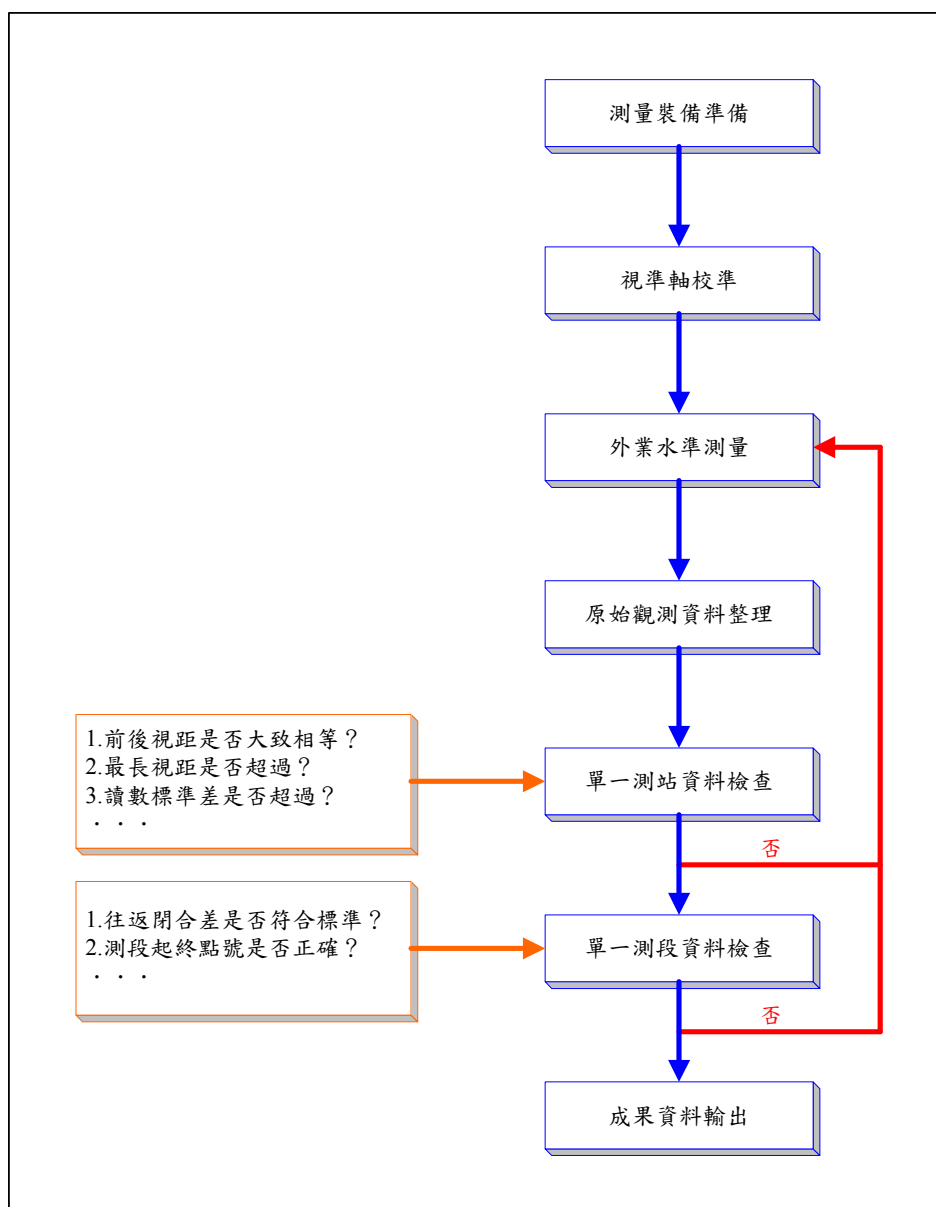 測量裝備準備
視準軸校準
外業水準測量
原始觀測資料整理
1.前後視距是否大致相等？
2.最長視距是否超過？
3.讀數標準差是否超過？
・・・
單一測站資料檢查
否
1.往返閉合差是否符合標準？
2.測段起終點號是否正確？
・・・
單一測段資料檢查
否
成果資料輸出